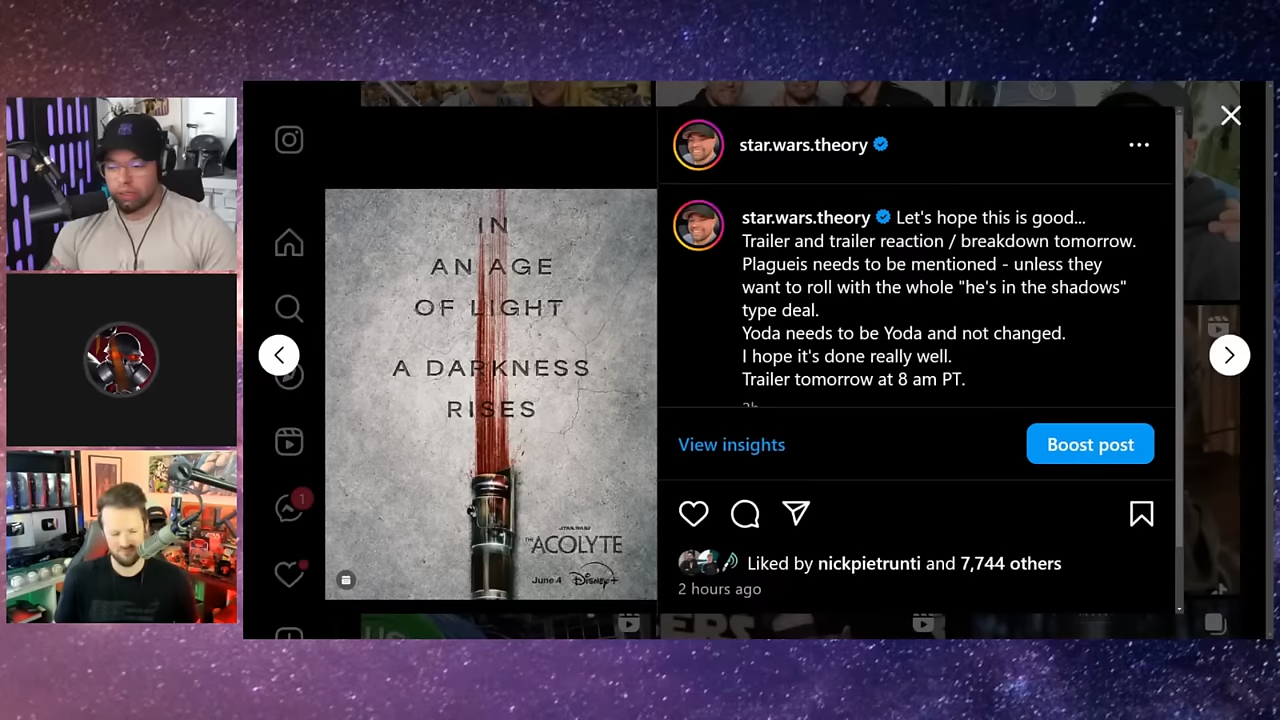 IN
AN AGE
OF LIGHT
A DARKNESS
RISES
STAR WARS
THE ACOLYTE
June 4 Disney+
1
star.wars.theory
star.wars.theory Let's hope this is good...
Trailer and trailer reaction / breakdown tomorrow.
Plagueis needs to be mentioned - unless they
want to roll with the whole "he's in the shadows"
type deal.
Yoda needs to be Yoda and not changed.
I hope it's done really well.
Trailer tomorrow at 8 am PT.
View insights
Boost post
Liked by nickpietrunti and 7,744 others
2 hours ago